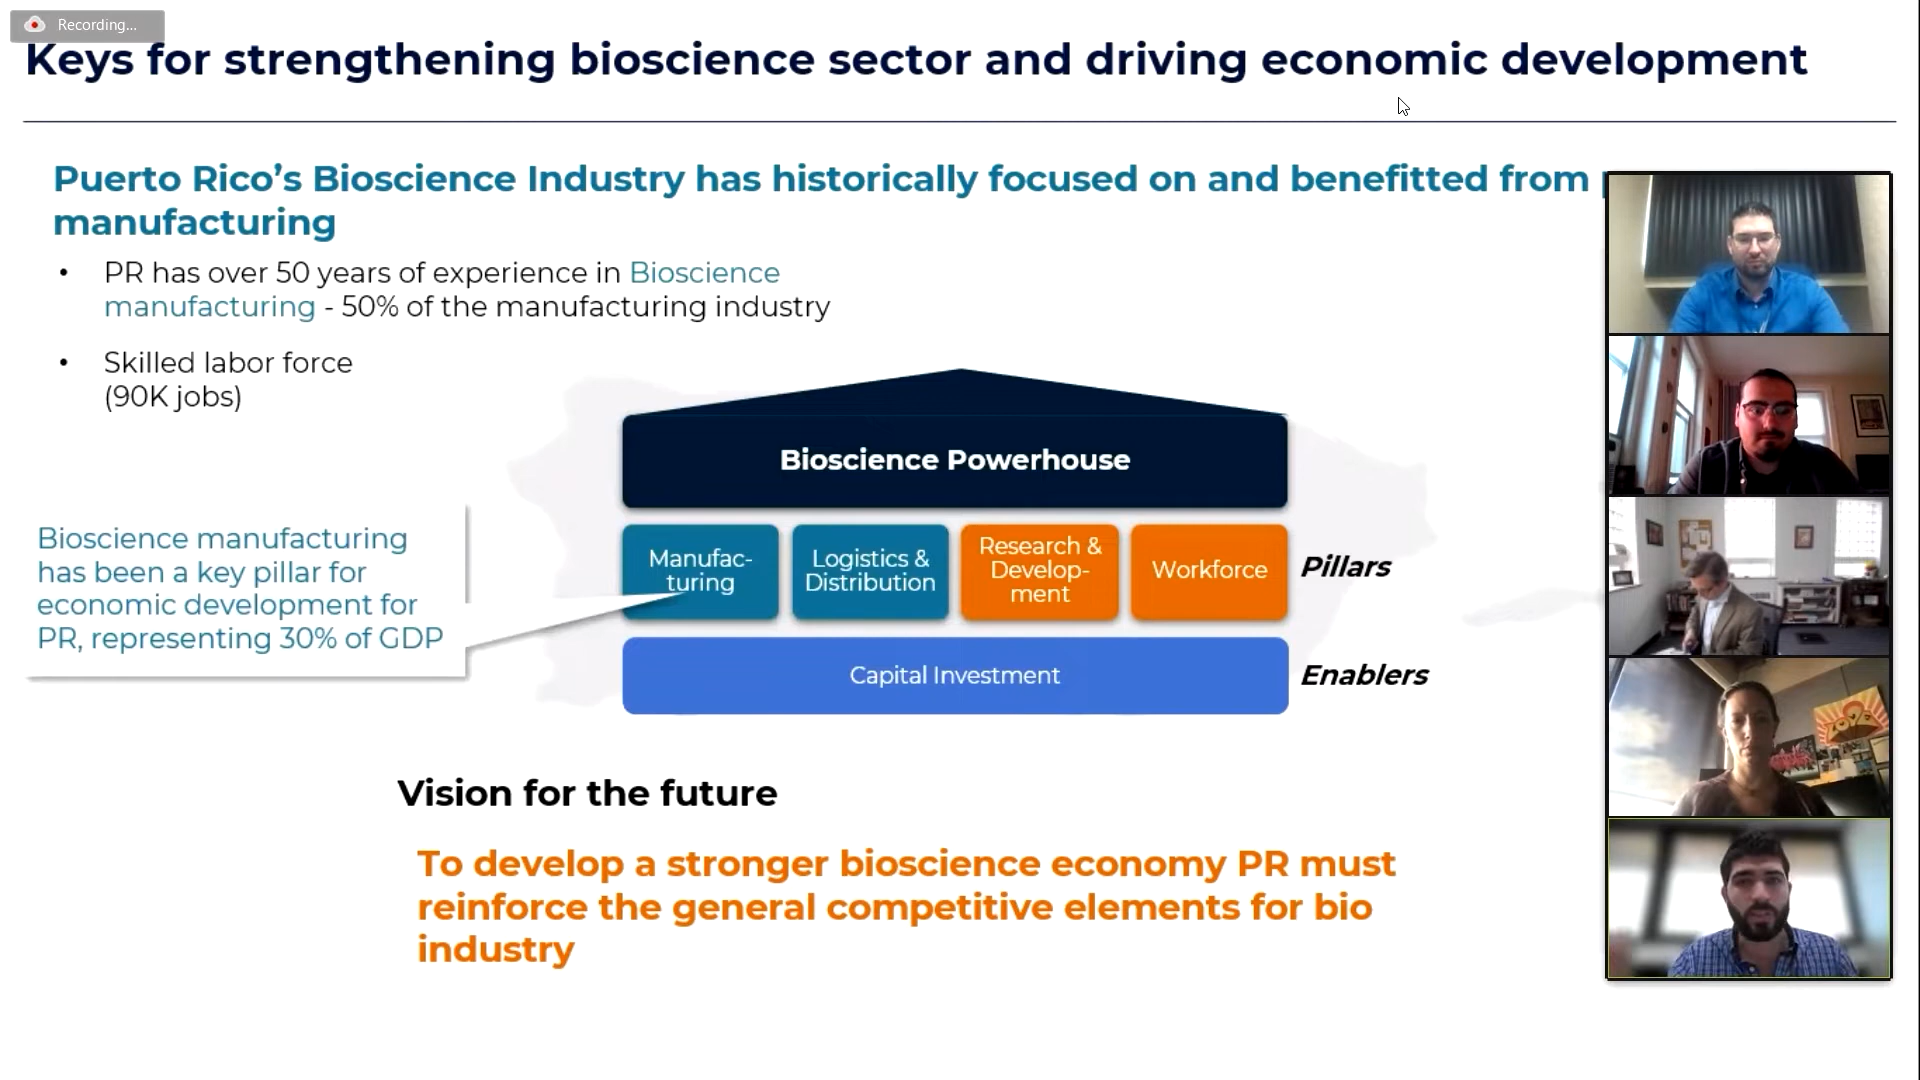 Recording...
Keys for strengthening bioscience sector and driving economic development
Puerto Rico’s Bioscience Industry has historically focused on and benefitted from
manufacturing
• PR has over 50 years of experience in Bioscience
manufacturing - 50% of the manufacturing industry
• Skilled labor force
(90K jobs)
Bioscience Powerhouse
Manufac-
turing
Logistics &
Distribution
Research &
Develop-
ment
Workforce
Pillars
Bioscience manufacturing
has been a key pillar for
economic development for
PR, representing 30% of GDP
Capital Investment
Enablers
Vision for the future
To develop a stronger bioscience economy PR must
reinforce the general competitive elements for bio
industry